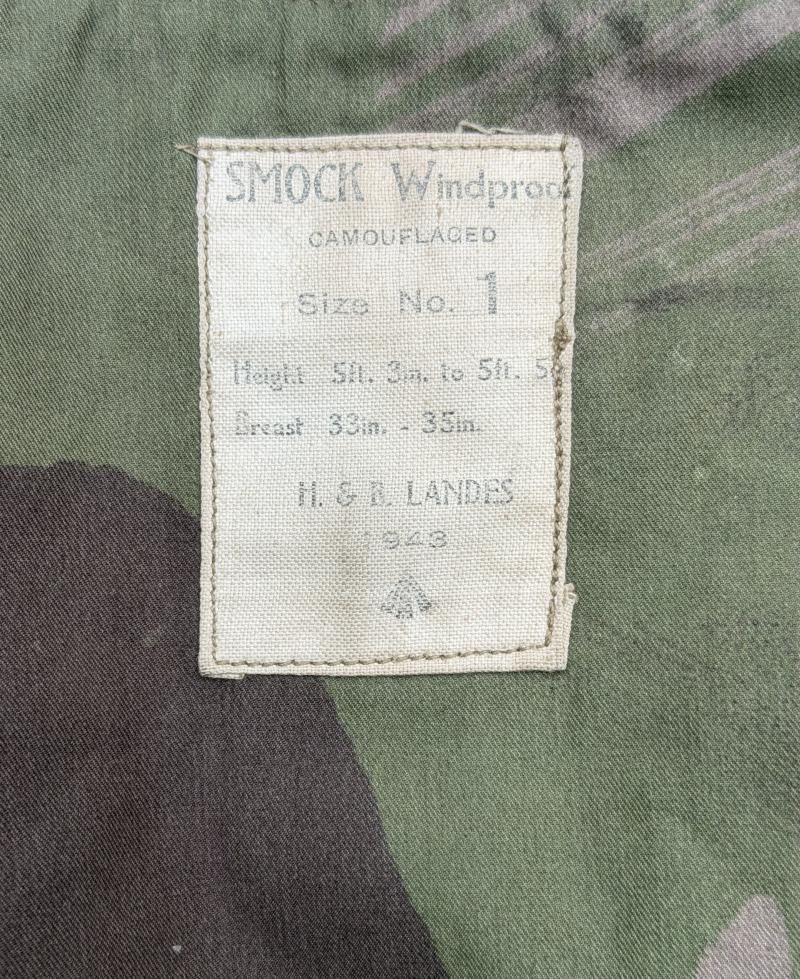 SMOCK Windproof
CAMOUFLAGED
Size No. 1
Height 5ft. 3in. to 5ft. 5
Breast 33in. - 35in.
H. & R. LANDES
1943